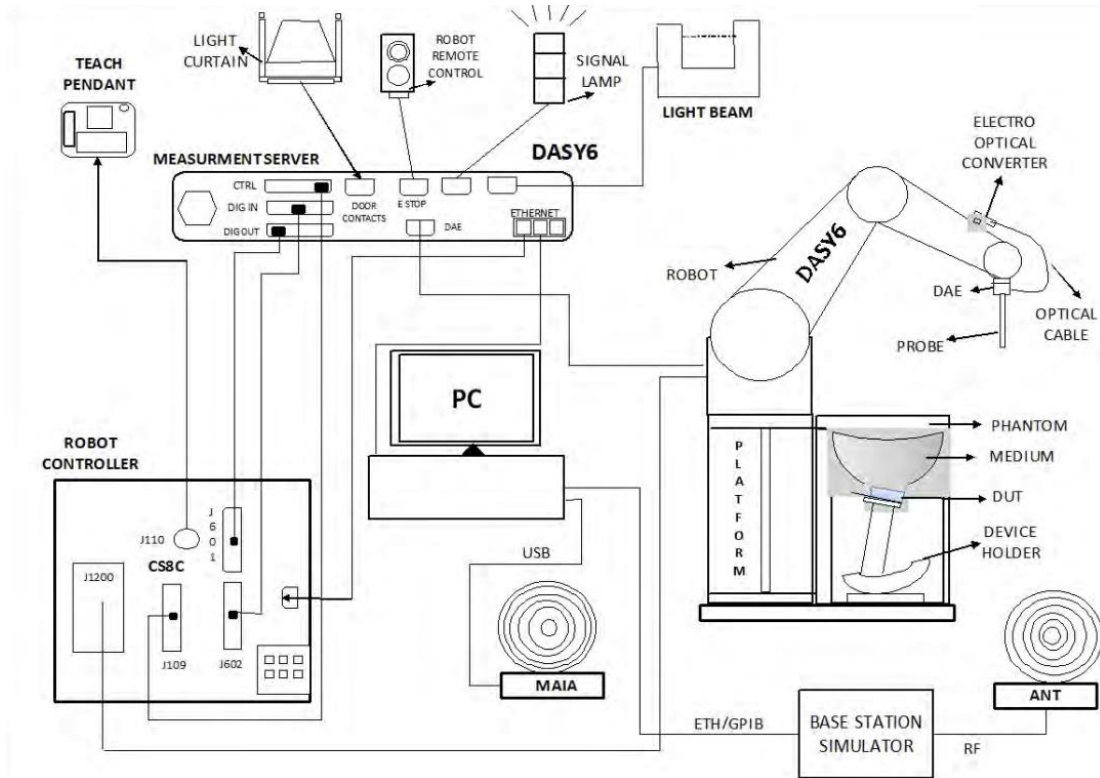 LIGHT
CURTAIN
ROBOT
REMOTE
CONTROL
SIGNAL
LAMP
LIGHT BEAM
TEACH
PENDANT
MEASURMENT SERVER
DASY6
CTRL
DIG IN
DIG OUT
DOOR
CONTACTS
E STOP
DAE
ETHERNET
ELECTRO
OPTICAL
CONVERTER
ROBOT
DASY6
DAE
OPTICAL
CABLE
PROBE
PC
ROBOT
CONTROLLER
PLATFORM
PHANTOM
MEDIUM
DUT
DEVICE
HOLDER
J110
J601
CS8C
J1200
J109
J602
USB
MAIA
ETH/GPIB
BASE STATION
SIMULATOR
RF
ANT